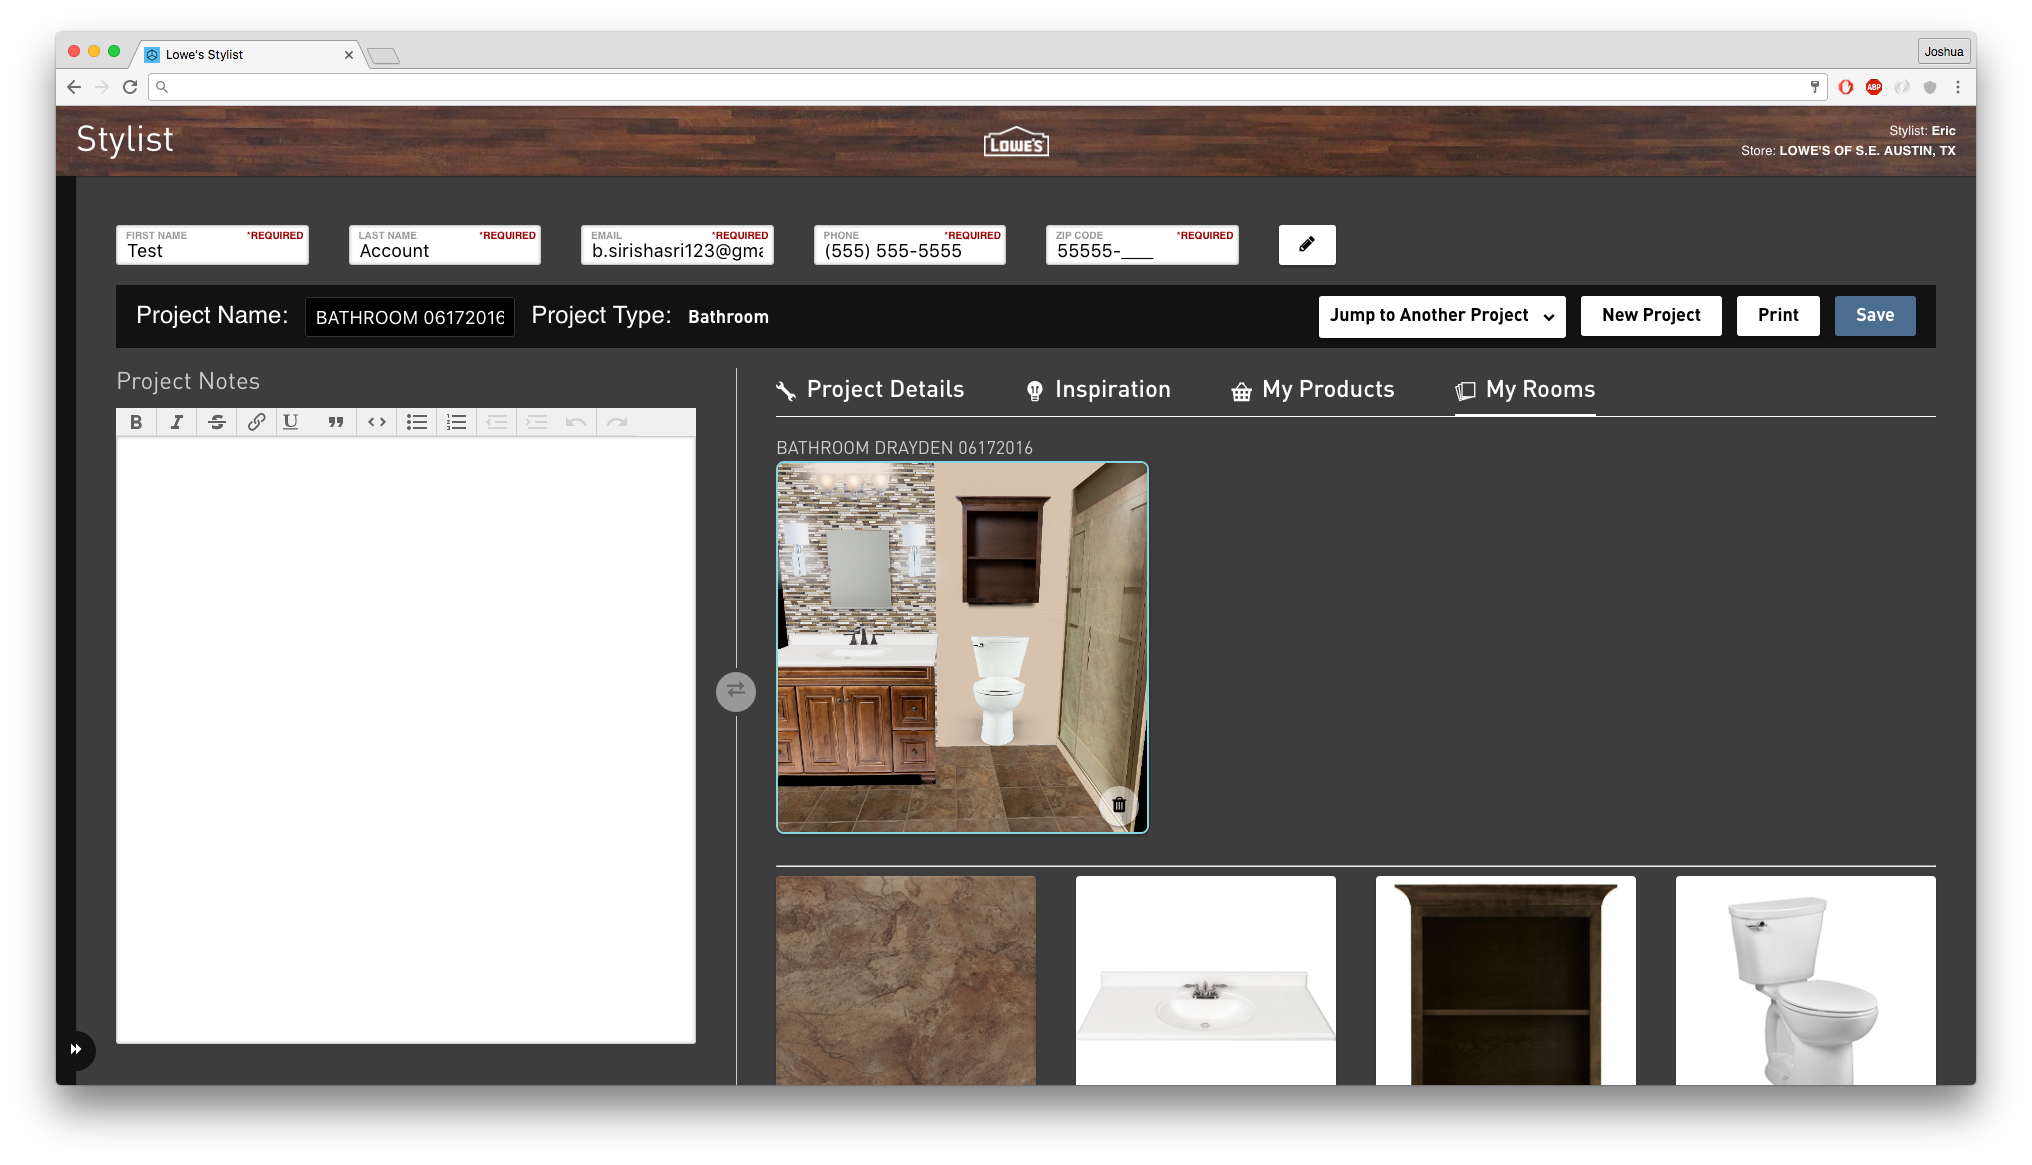 Lowe's Stylist
Joshua
ABP
Stylist
LOWE'S
Stylist: Eric
Store: LOWE'S OF S.E. AUSTIN, TX
FIRST NAME *REQUIRED
Test
LAST NAME *REQUIRED
Account
EMAIL *REQUIRED
b.sirishasri123@gma
PHONE *REQUIRED
(555) 555-5555
ZIP CODE *REQUIRED
55555-____
Project Name: BATHROOM 06172016 Project Type: Bathroom
Jump to Another Project
New Project
Print
Save
Project Notes
B I S U
Project Details
Inspiration
My Products
My Rooms
BATHROOM DRAYDEN 06172016